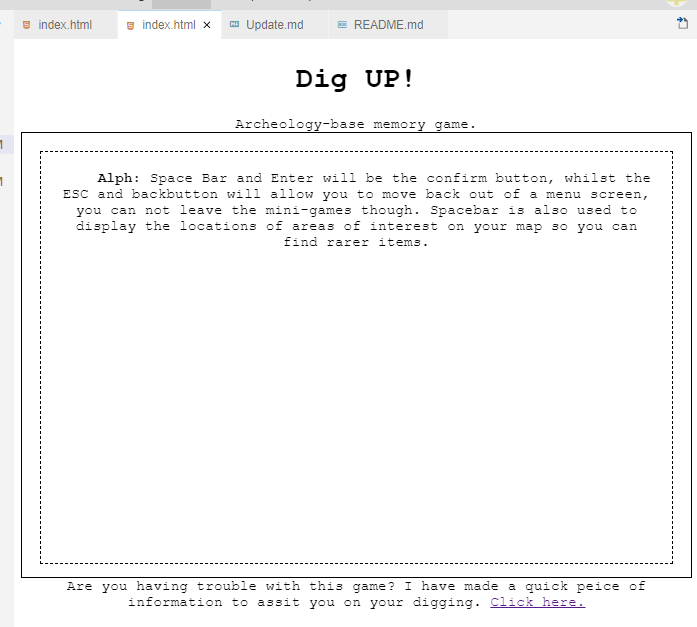 index.html index.html × Update.md README.md
Dig UP!
Archeology-base memory game.
Alph: Space Bar and Enter will be the confirm button, whilst the
ESC and backbutton will allow you to move back out of a menu screen,
you can not leave the mini-games though. Spacebar is also used to
display the locations of areas of interest on your map so you can
find rarer items.
Are you having trouble with this game? I have made a quick peice of
information to assit you on your digging. Click here.